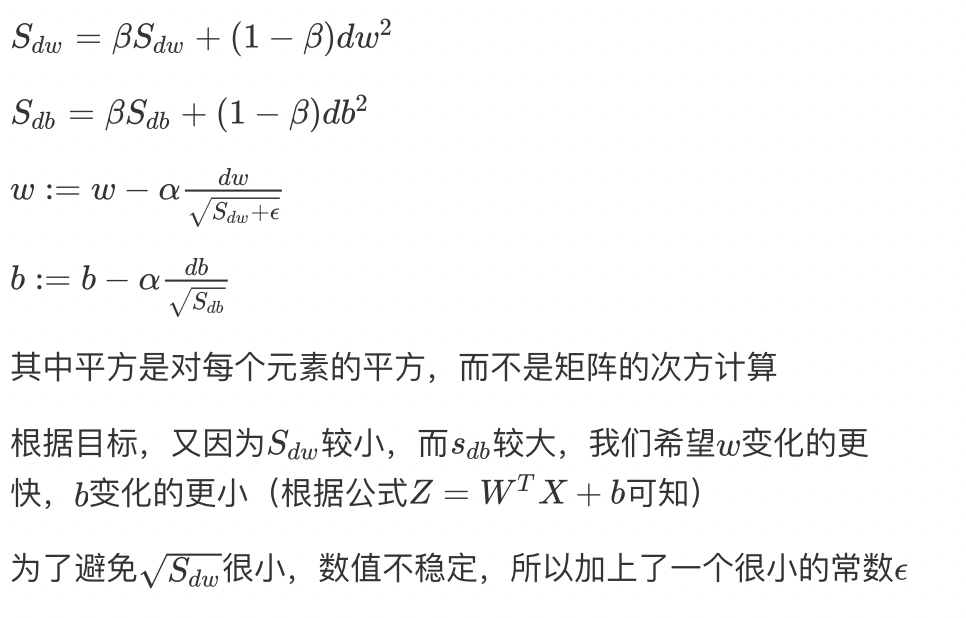 $S_{dw} = \beta S_{dw} + (1 - \beta)dw^2$
$S_{db} = \beta S_{db} + (1 - \beta)db^2$
$w := w - \alpha \frac{dw}{\sqrt{S_{dw}+\epsilon}}$
$b := b - \alpha \frac{db}{\sqrt{S_{db}}}$
其中平方是对每个元素的平方，而不是矩阵的次方计算
根据目标，又因为$S_{dw}$较小，而$s_{db}$较大，我们希望$w$变化的更
快，$b$变化的更小（根据公式$Z = W^T X + b$可知）
为了避免$\sqrt{S_{dw}}$很小，数值不稳定，所以加上了一个很小的常数$\epsilon$